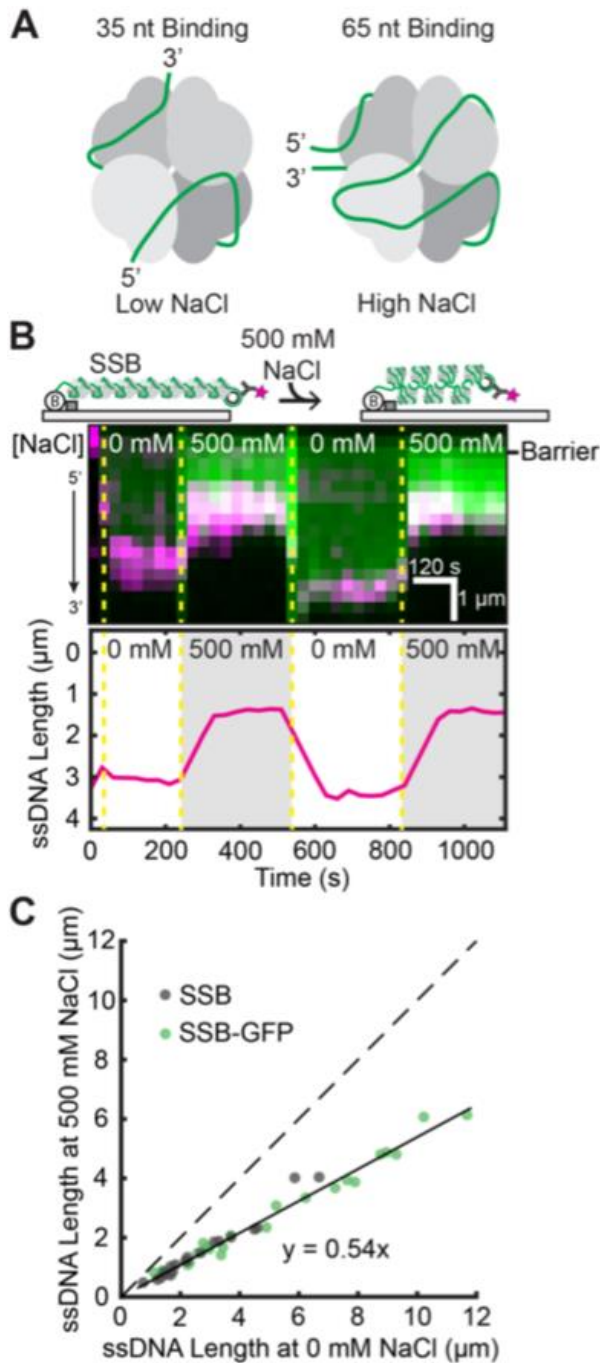 A
35 nt Binding 65 nt Binding
3'
5'
3'
5'
Low NaCl High NaCl
B
500 mM
SSB NaCl
B B
[NaCl] 0 mM 500 mM 0 mM 500 mM Barrier
5'
3'
120 s
1 μm
0 mM 500 mM 0 mM 500 mM
ssDNA Length (μm)
0
1
2
3
4
0 200 400 600 800 1000
Time (s)
C
ssDNA Length at 500 mM NaCl (μm)
12
10
8
6
4
2
0
SSB
SSB-GFP
y = 0.54x
0 2 4 6 8 10 12
ssDNA Length at 0 mM NaCl (μm)